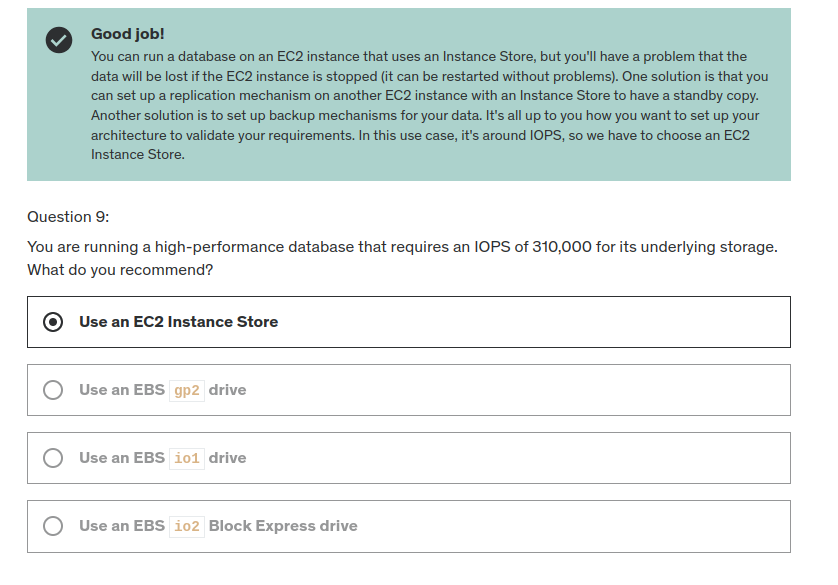 Good job!
You can run a database on an EC2 instance that uses an Instance Store, but you'll have a problem that the
data will be lost if the EC2 instance is stopped (it can be restarted without problems). One solution is that you
can set up a replication mechanism on another EC2 instance with an Instance Store to have a standby copy.
Another solution is to set up backup mechanisms for your data. It's all up to you how you want to set up your
architecture to validate your requirements. In this use case, it's around IOPS, so we have to choose an EC2
Instance Store.
Question 9:
You are running a high-performance database that requires an IOPS of 310,000 for its underlying storage.
What do you recommend?
Use an EC2 Instance Store
Use an EBS gp2 drive
Use an EBS io1 drive
Use an EBS io2 Block Express drive